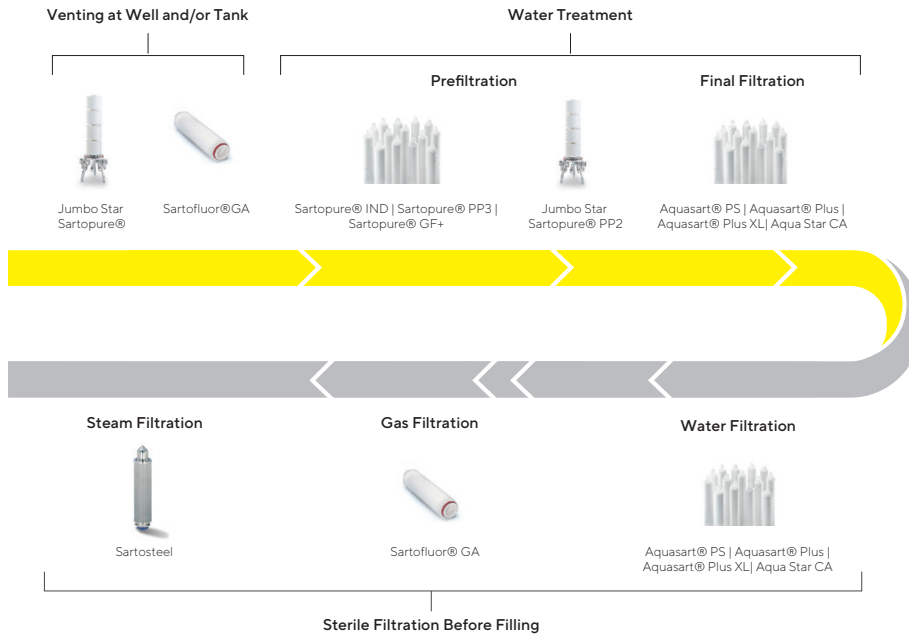 Venting at Well and/or Tank
Water Treatment
Prefiltration
Final Filtration
Jumbo Star
Sartopure®
Sartofluor®GA
Sartopure® IND | Sartopure® PP3 |
Sartopure® GF+
Jumbo Star
Sartopure® PP2
Aquasart® PS | Aquasart® Plus |
Aquasart® Plus XL| Aqua Star CA
Steam Filtration
Gas Filtration
Water Filtration
Sartosteel
Sartofluor® GA
Aquasart® PS | Aquasart® Plus |
Aquasart® Plus XL| Aqua Star CA
Sterile Filtration Before Filling